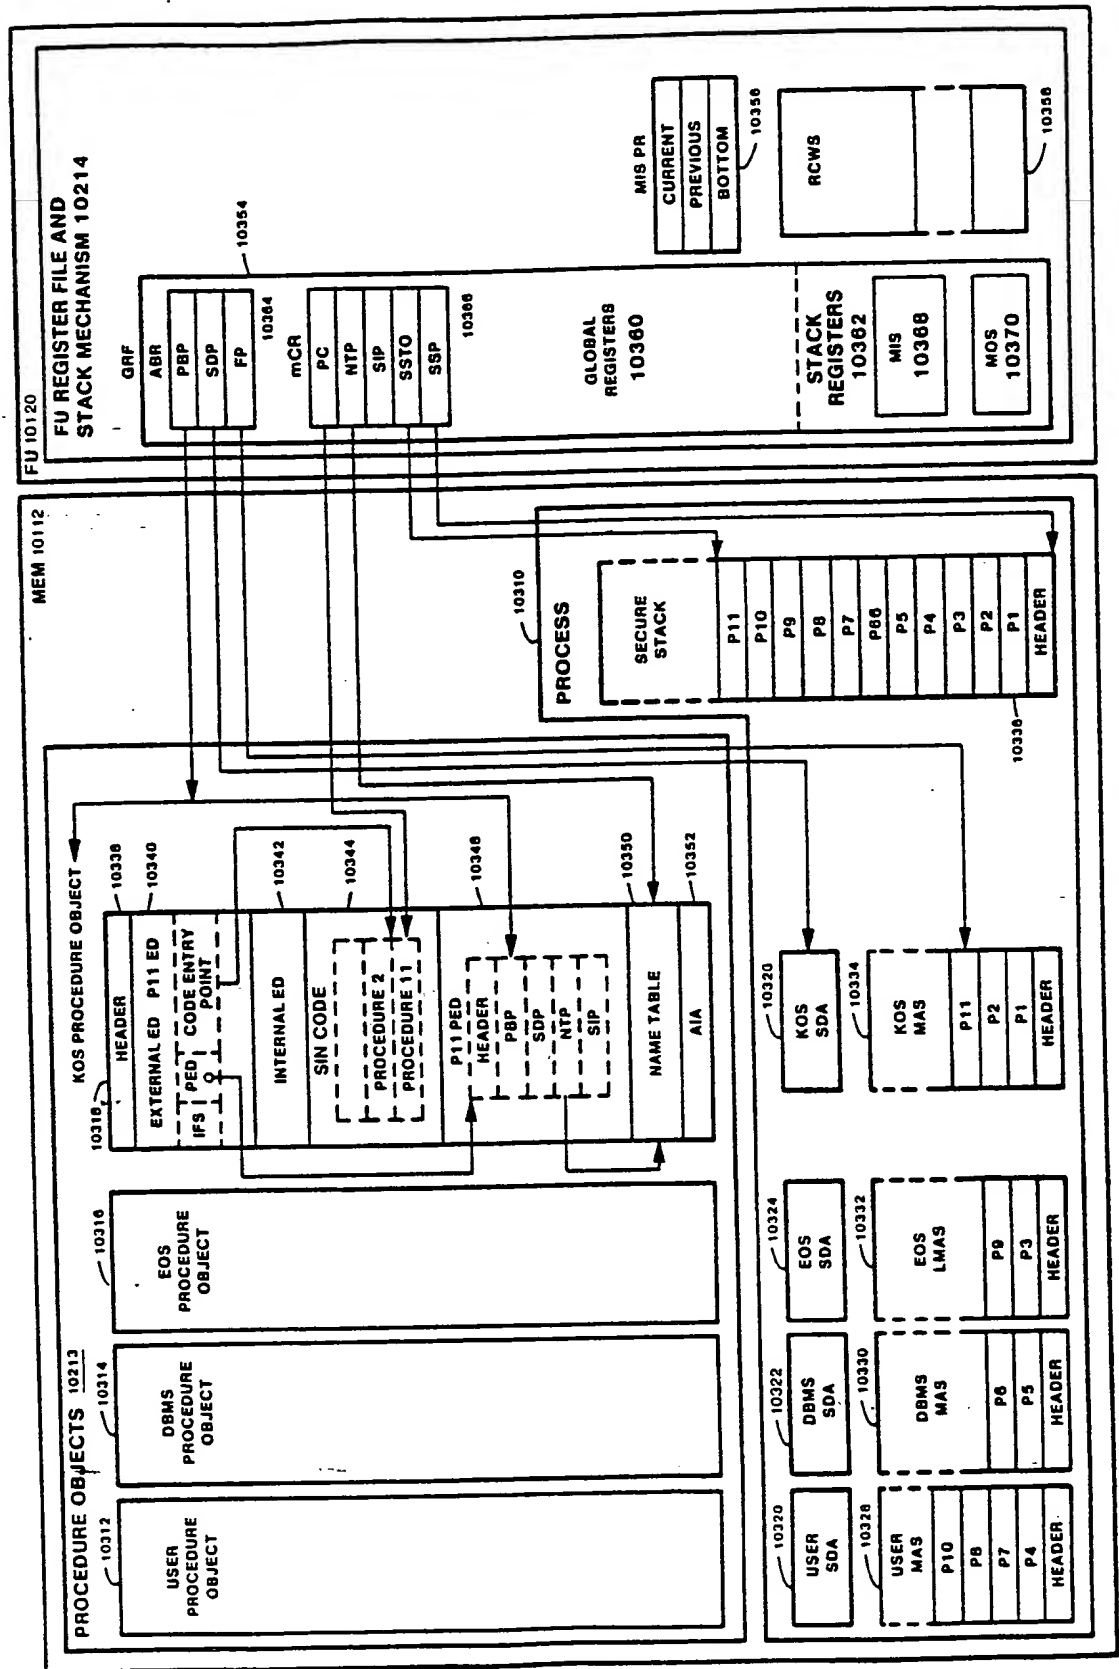 FU 10120
FU REGISTER FILE AND
STACK MECHANISM 10214
GRF
10354
ABR
PBP
SDP
FP
10364
mCR
PC
NTP
SIP
SSTO
SSP
10366
GLOBAL
REGISTERS
10360
STACK
REGISTERS
10362
MIS
10368
MOS
10370
MIS PR
CURRENT
PREVIOUS
BOTTOM
10356
RCWS
10358
MEM 10112
PROCEDURE OBJECTS 10213
10312
USER
PROCEDURE
OBJECT
10314
DBMS
PROCEDURE
OBJECT
10316
EOS
PROCEDURE
OBJECT
KOS PROCEDURE OBJECT
10318
HEADER
10338
EXTERNAL ED P11 ED
10340
IFS
PED
CODE ENTRY
POINT
INTERNAL ED
10342
SIN CODE
10344
PROCEDURE 2
PROCEDURE 11
P11 PED
10348
HEADER
PBP
SDP
NTP
SIP
NAME TABLE
10350
AIA
10352
10310
PROCESS
SECURE
STACK
P11
P10
P9
P8
P7
P66
P5
P4
P3
P2
P1
HEADER
10336
10320
USER
SDA
10322
DBMS
SDA
10324
EOS
SDA
10320
KOS
SDA
10328
USER
MAS
P10
P8
P7
P4
HEADER
10330
DBMS
MAS
P6
P5
HEADER
10332
EOS
LMAS
P9
P3
HEADER
10334
KOS
MAS
P11
P2
P1
HEADER